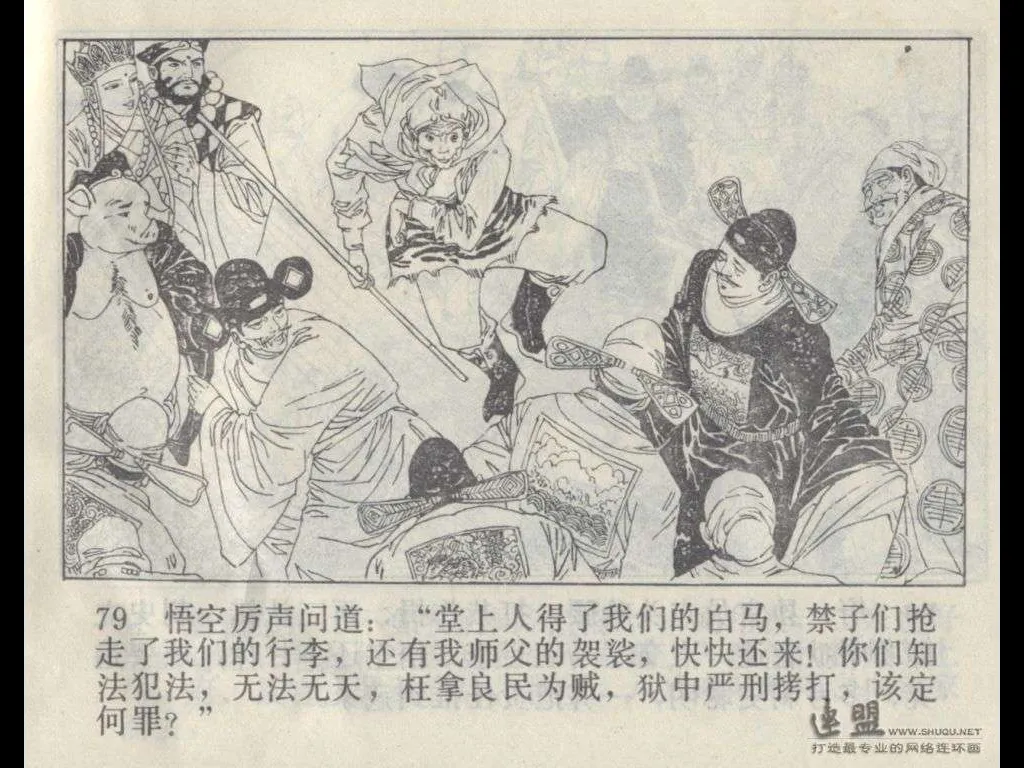 79 悟空厉声问道：“堂上人得了我们的白马，禁子们抢
走了我们的行李，还有我师父的袈裟，快快还来！你们知
法犯法，无法无天，枉拿良民为贼，狱中严刑拷打，该定
何罪？”
连盟 WWW.SHUQU.NET
打造最专业的网络连环画